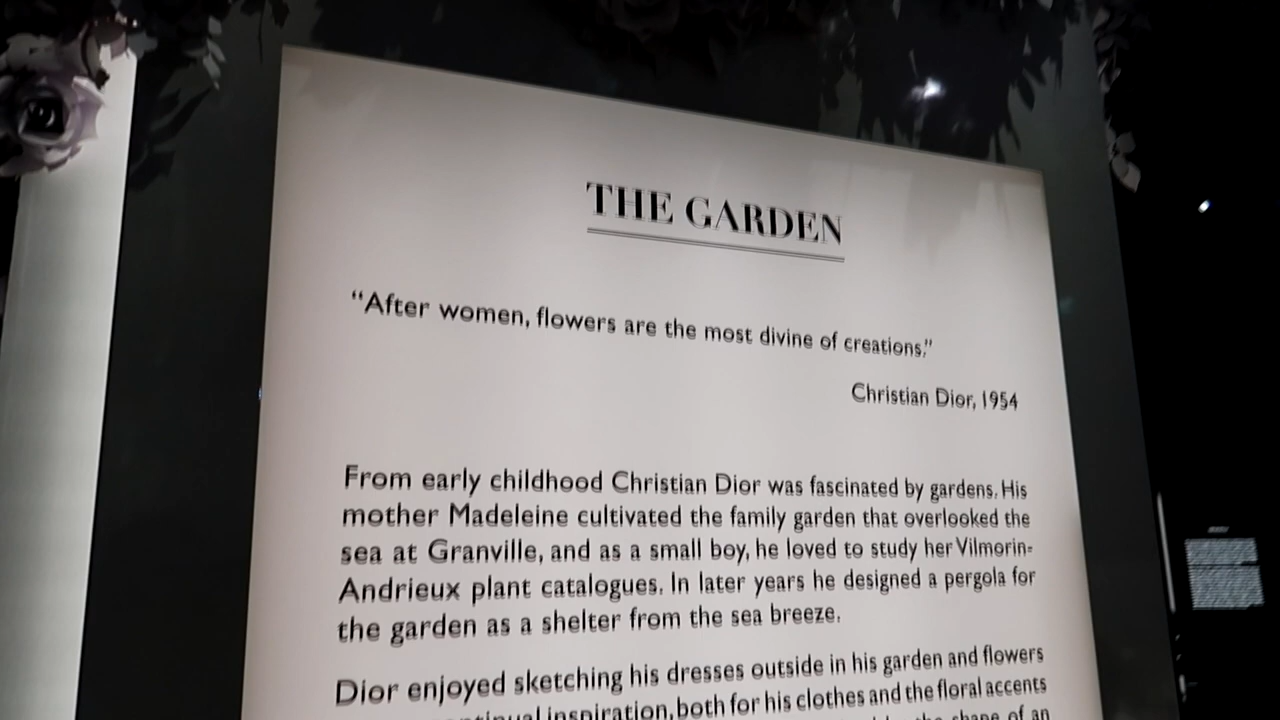 THE GARDEN
“After women, flowers are the most divine of creations.”
Christian Dior, 1954
From early childhood Christian Dior was fascinated by gardens. His
mother Madeleine cultivated the family garden that overlooked the
sea at Granville, and as a small boy, he loved to study her Vilmorin-
Andrieux plant catalogues. In later years he designed a pergola for
the garden as a shelter from the sea breeze.
Dior enjoyed sketching his dresses outside in his garden and flowers
inspiration, both for his clothes and the floral accents
the shape of an